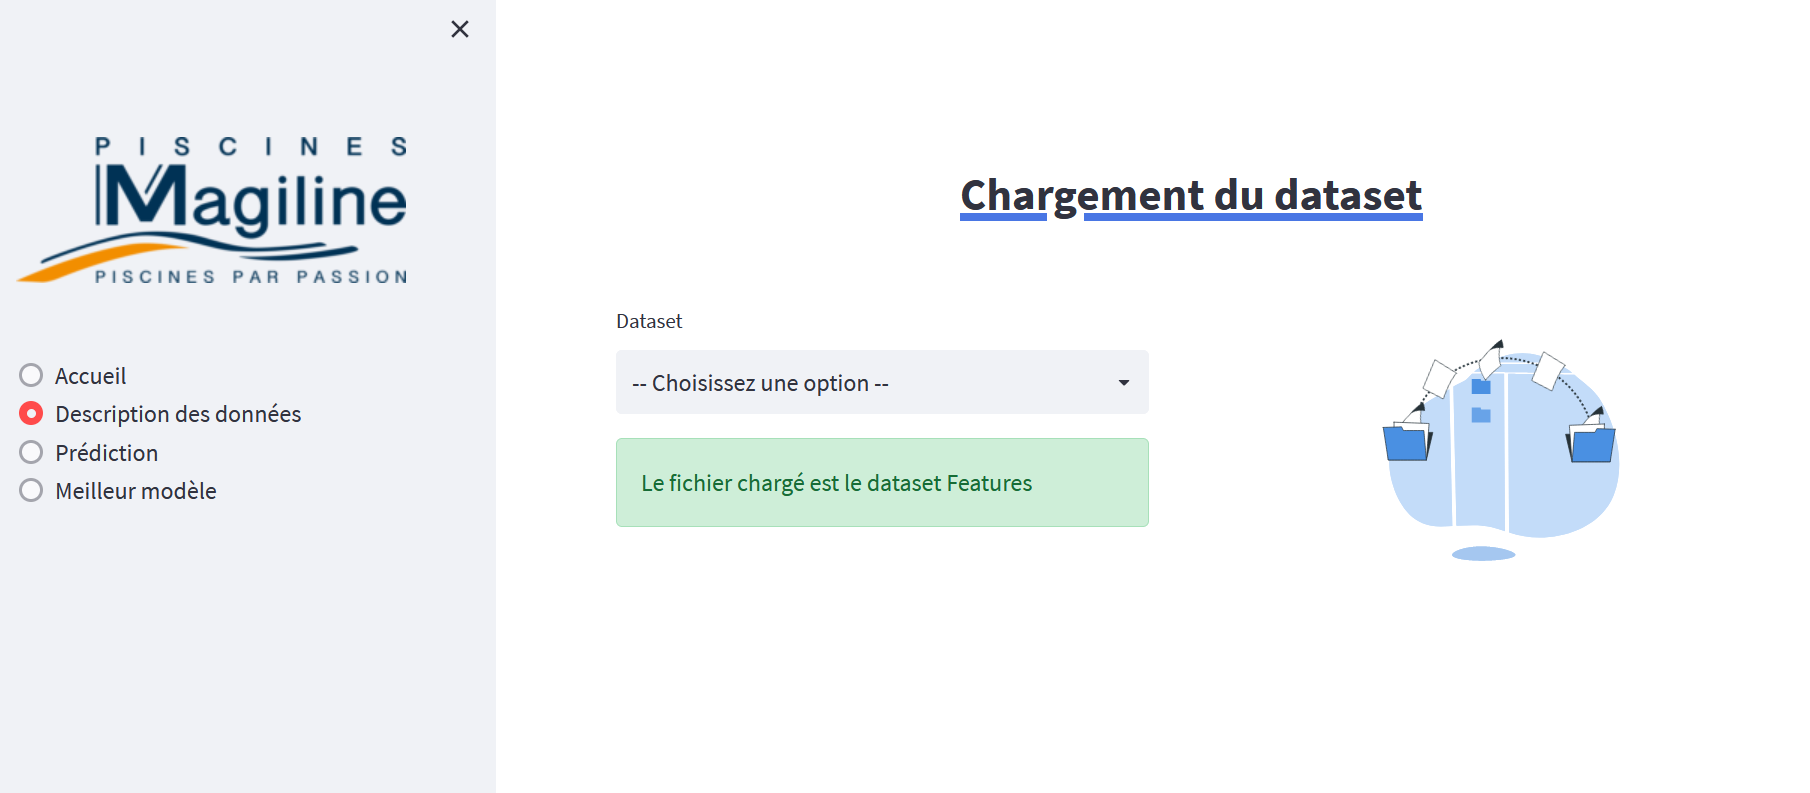 PISCINES
Magiline
PISCINES PAR PASSION
Accueil
Description des données
Prédiction
Meilleur modèle
Chargement du dataset
Dataset
-- Choisissez une option --
Le fichier chargé est le dataset Features